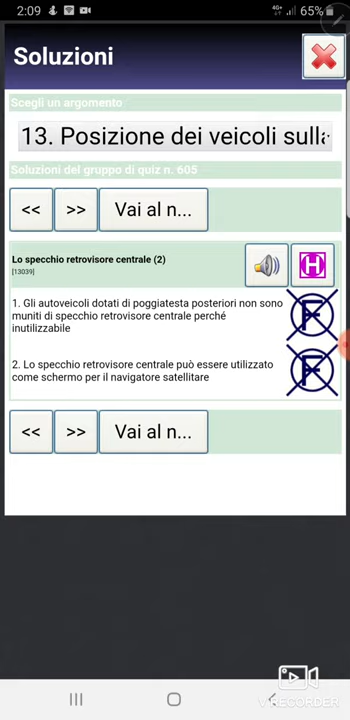 2:09
4G+
65%
Soluzioni
Scegli un argomento
13. Posizione dei veicoli sulla
Soluzioni del gruppo di quiz n. 605
<< >> Vai al n...
Lo specchio retrovisore centrale (2)
[13039]
H
1. Gli autoveicoli dotati di poggiatesta posteriori non sono
muniti di specchio retrovisore centrale perché
inutilizzabile
F
2. Lo specchio retrovisore centrale può essere utilizzato
come schermo per il navigatore satellitare
F
<< >> Vai al n...
VRECORDER